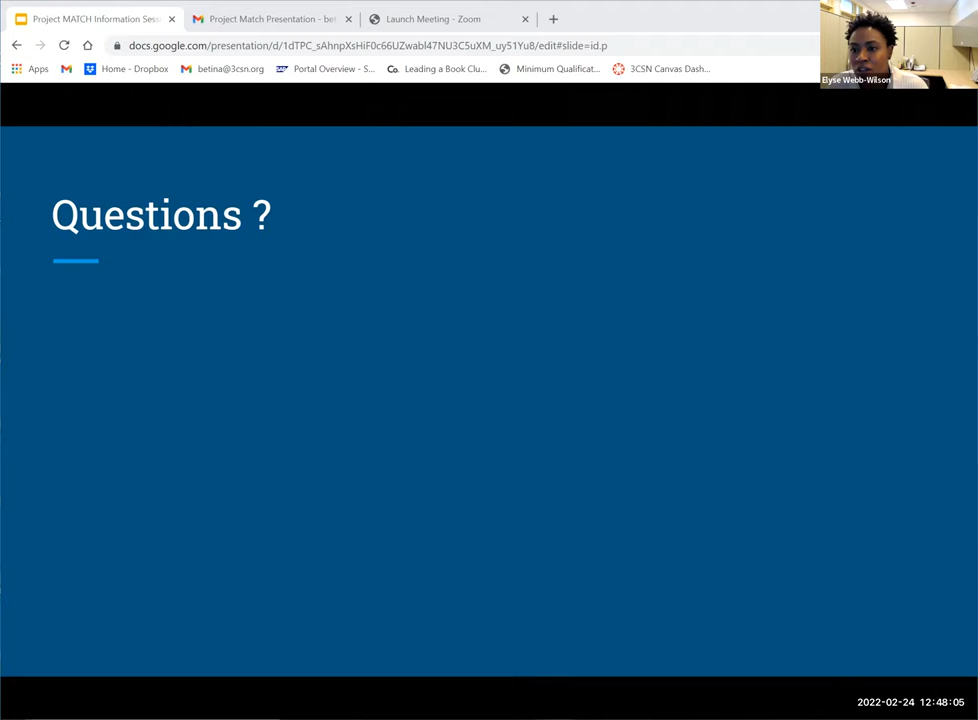 Project MATCH Information Sess
Project Match Presentation - bet
Launch Meeting - Zoom
docs.google.com/presentation/d/1dTPC_sAhnpXsHiF0c66UZwabl47NU3C5uXM_uy51Yu8/edit#slide=id.p
Apps
Home - Dropbox
betina@3csn.org
Portal Overview - S...
Leading a Book Clu...
Minimum Qualificat...
3CSN Canvas Dash...
Elyse Webb-Wilson
Questions ?
2022-02-24 12:48:05